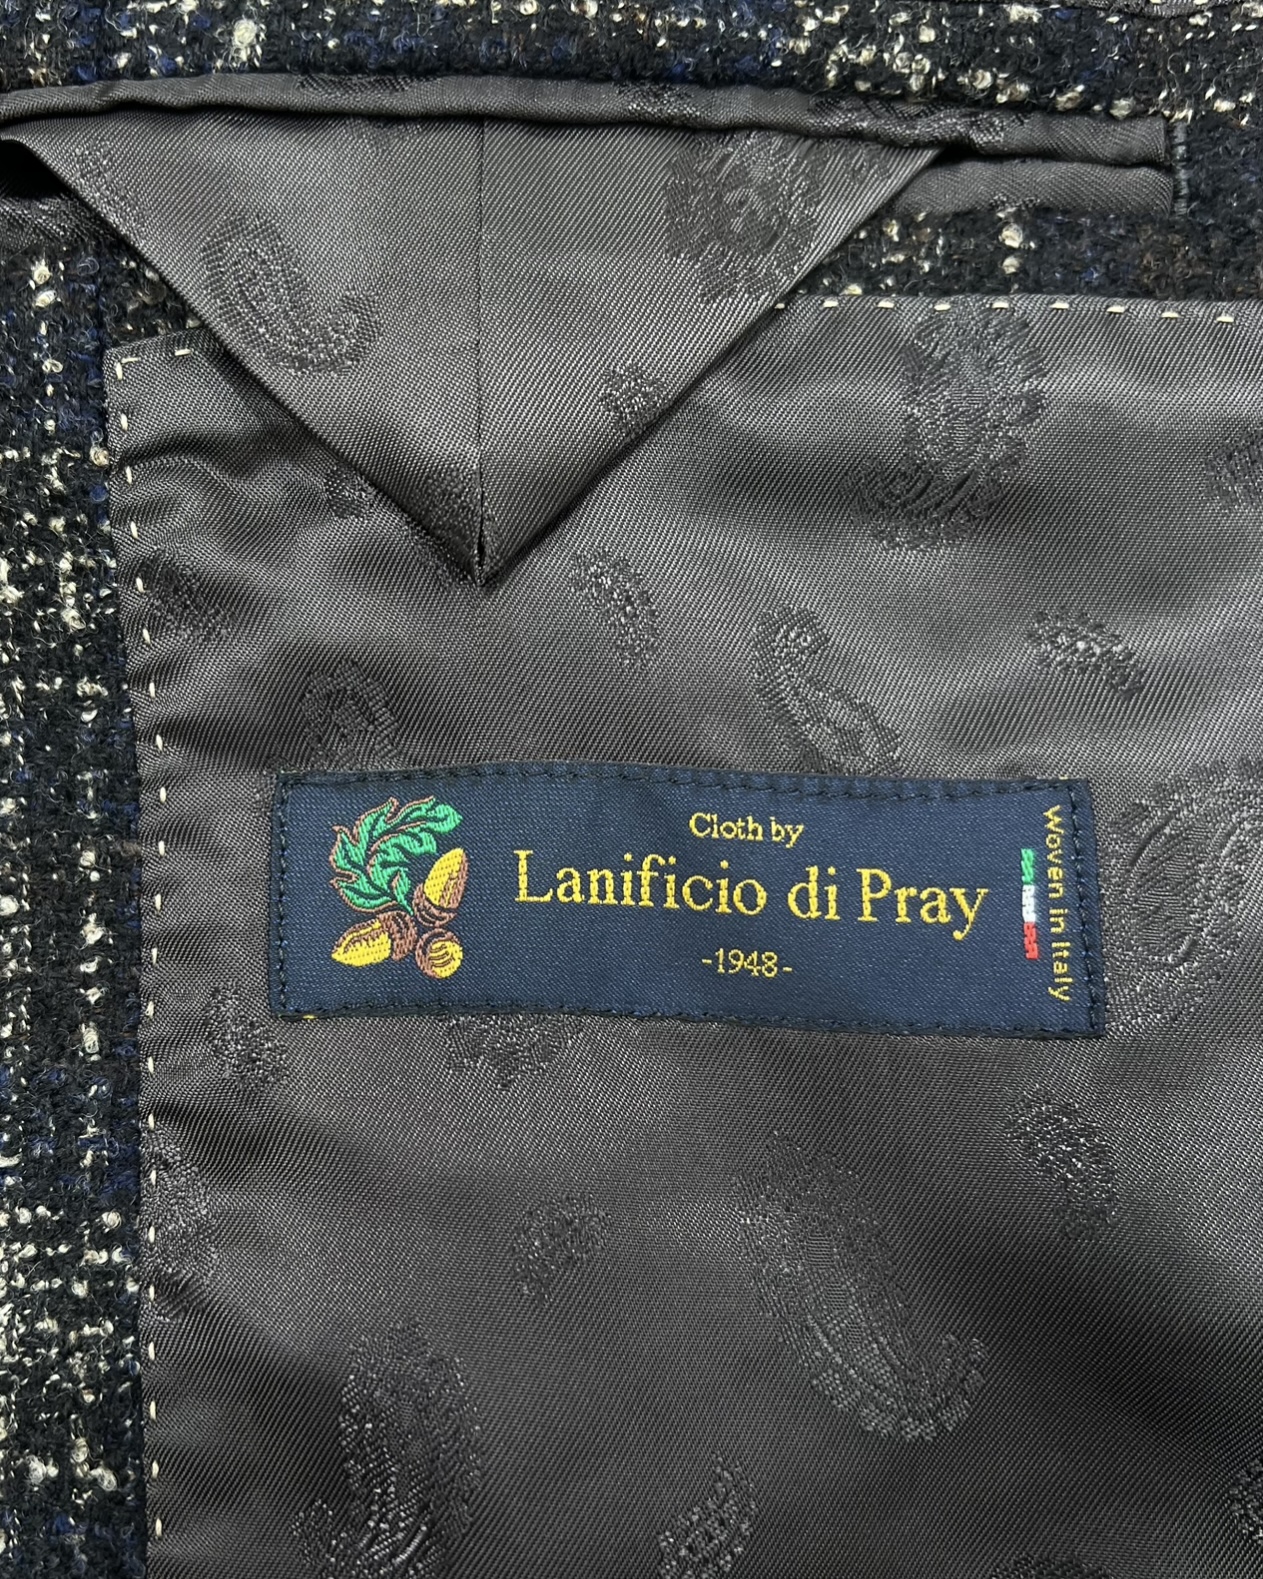 Cloth by
Lanificio di Pray
-1948-
Woven in Italy